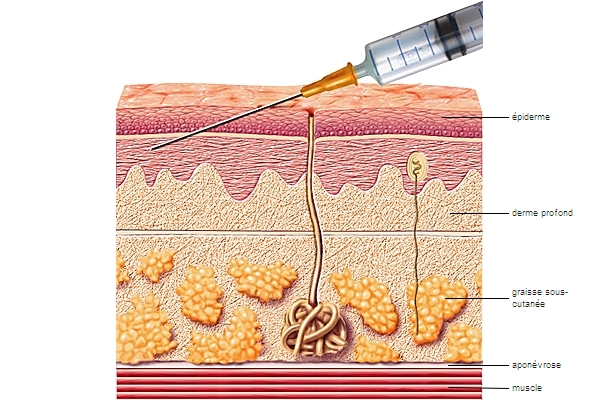 épiderme
derme profond
graisse sous-
cutanée
aponévrose
muscle